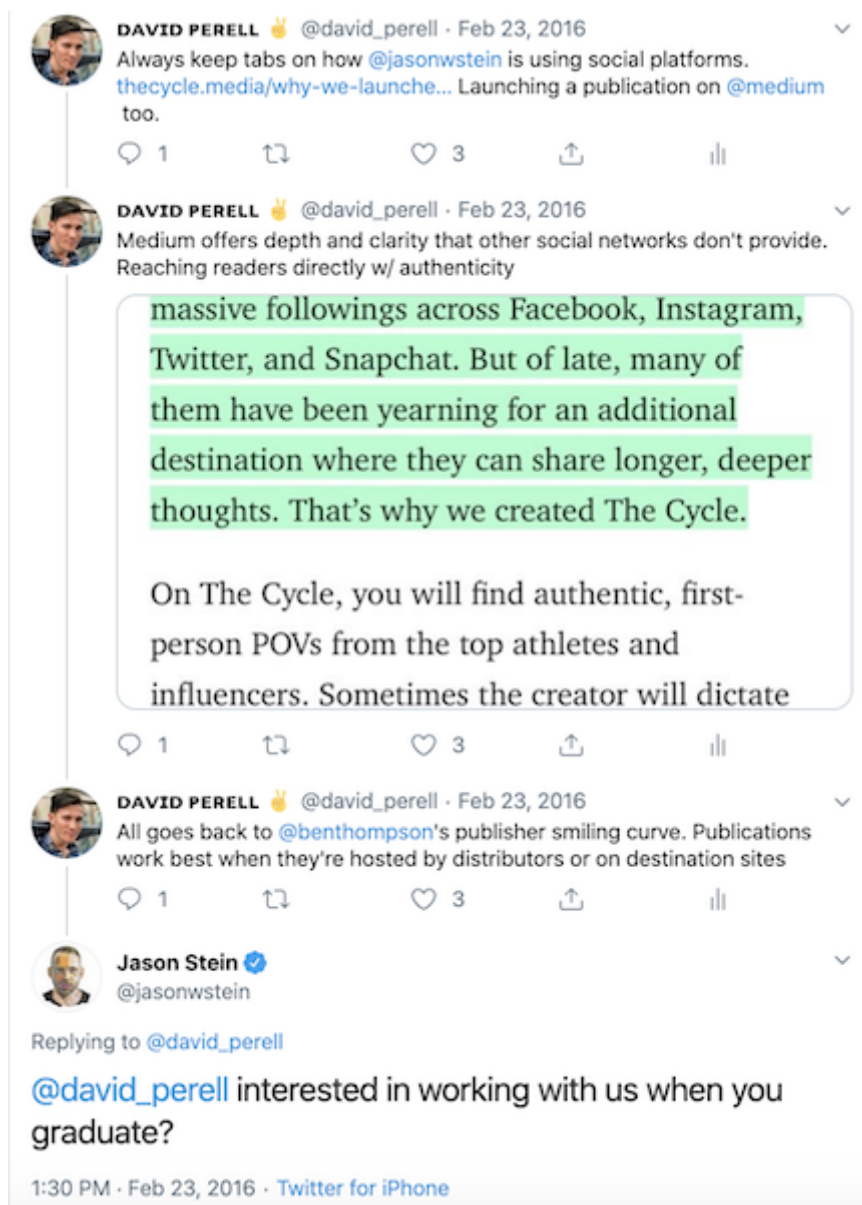 DAVID PERELL ✌ @david_perell · Feb 23, 2016
Always keep tabs on how @jasonwstein is using social platforms.
thecycle.media/why-we-launche... Launching a publication on @medium
too.
1 3
DAVID PERELL ✌ @david_perell · Feb 23, 2016
Medium offers depth and clarity that other social networks don't provide.
Reaching readers directly w/ authenticity
massive followings across Facebook, Instagram,
Twitter, and Snapchat. But of late, many of
them have been yearning for an additional
destination where they can share longer, deeper
thoughts. That’s why we created The Cycle.
On The Cycle, you will find authentic, first-
person POVs from the top athletes and
influencers. Sometimes the creator will dictate
1 3
DAVID PERELL ✌ @david_perell · Feb 23, 2016
All goes back to @benthompson's publisher smiling curve. Publications
work best when they're hosted by distributors or on destination sites
1 3
Jason Stein
@jasonwstein
Replying to @david_perell
@david_perell interested in working with us when you
graduate?
1:30 PM · Feb 23, 2016 · Twitter for iPhone